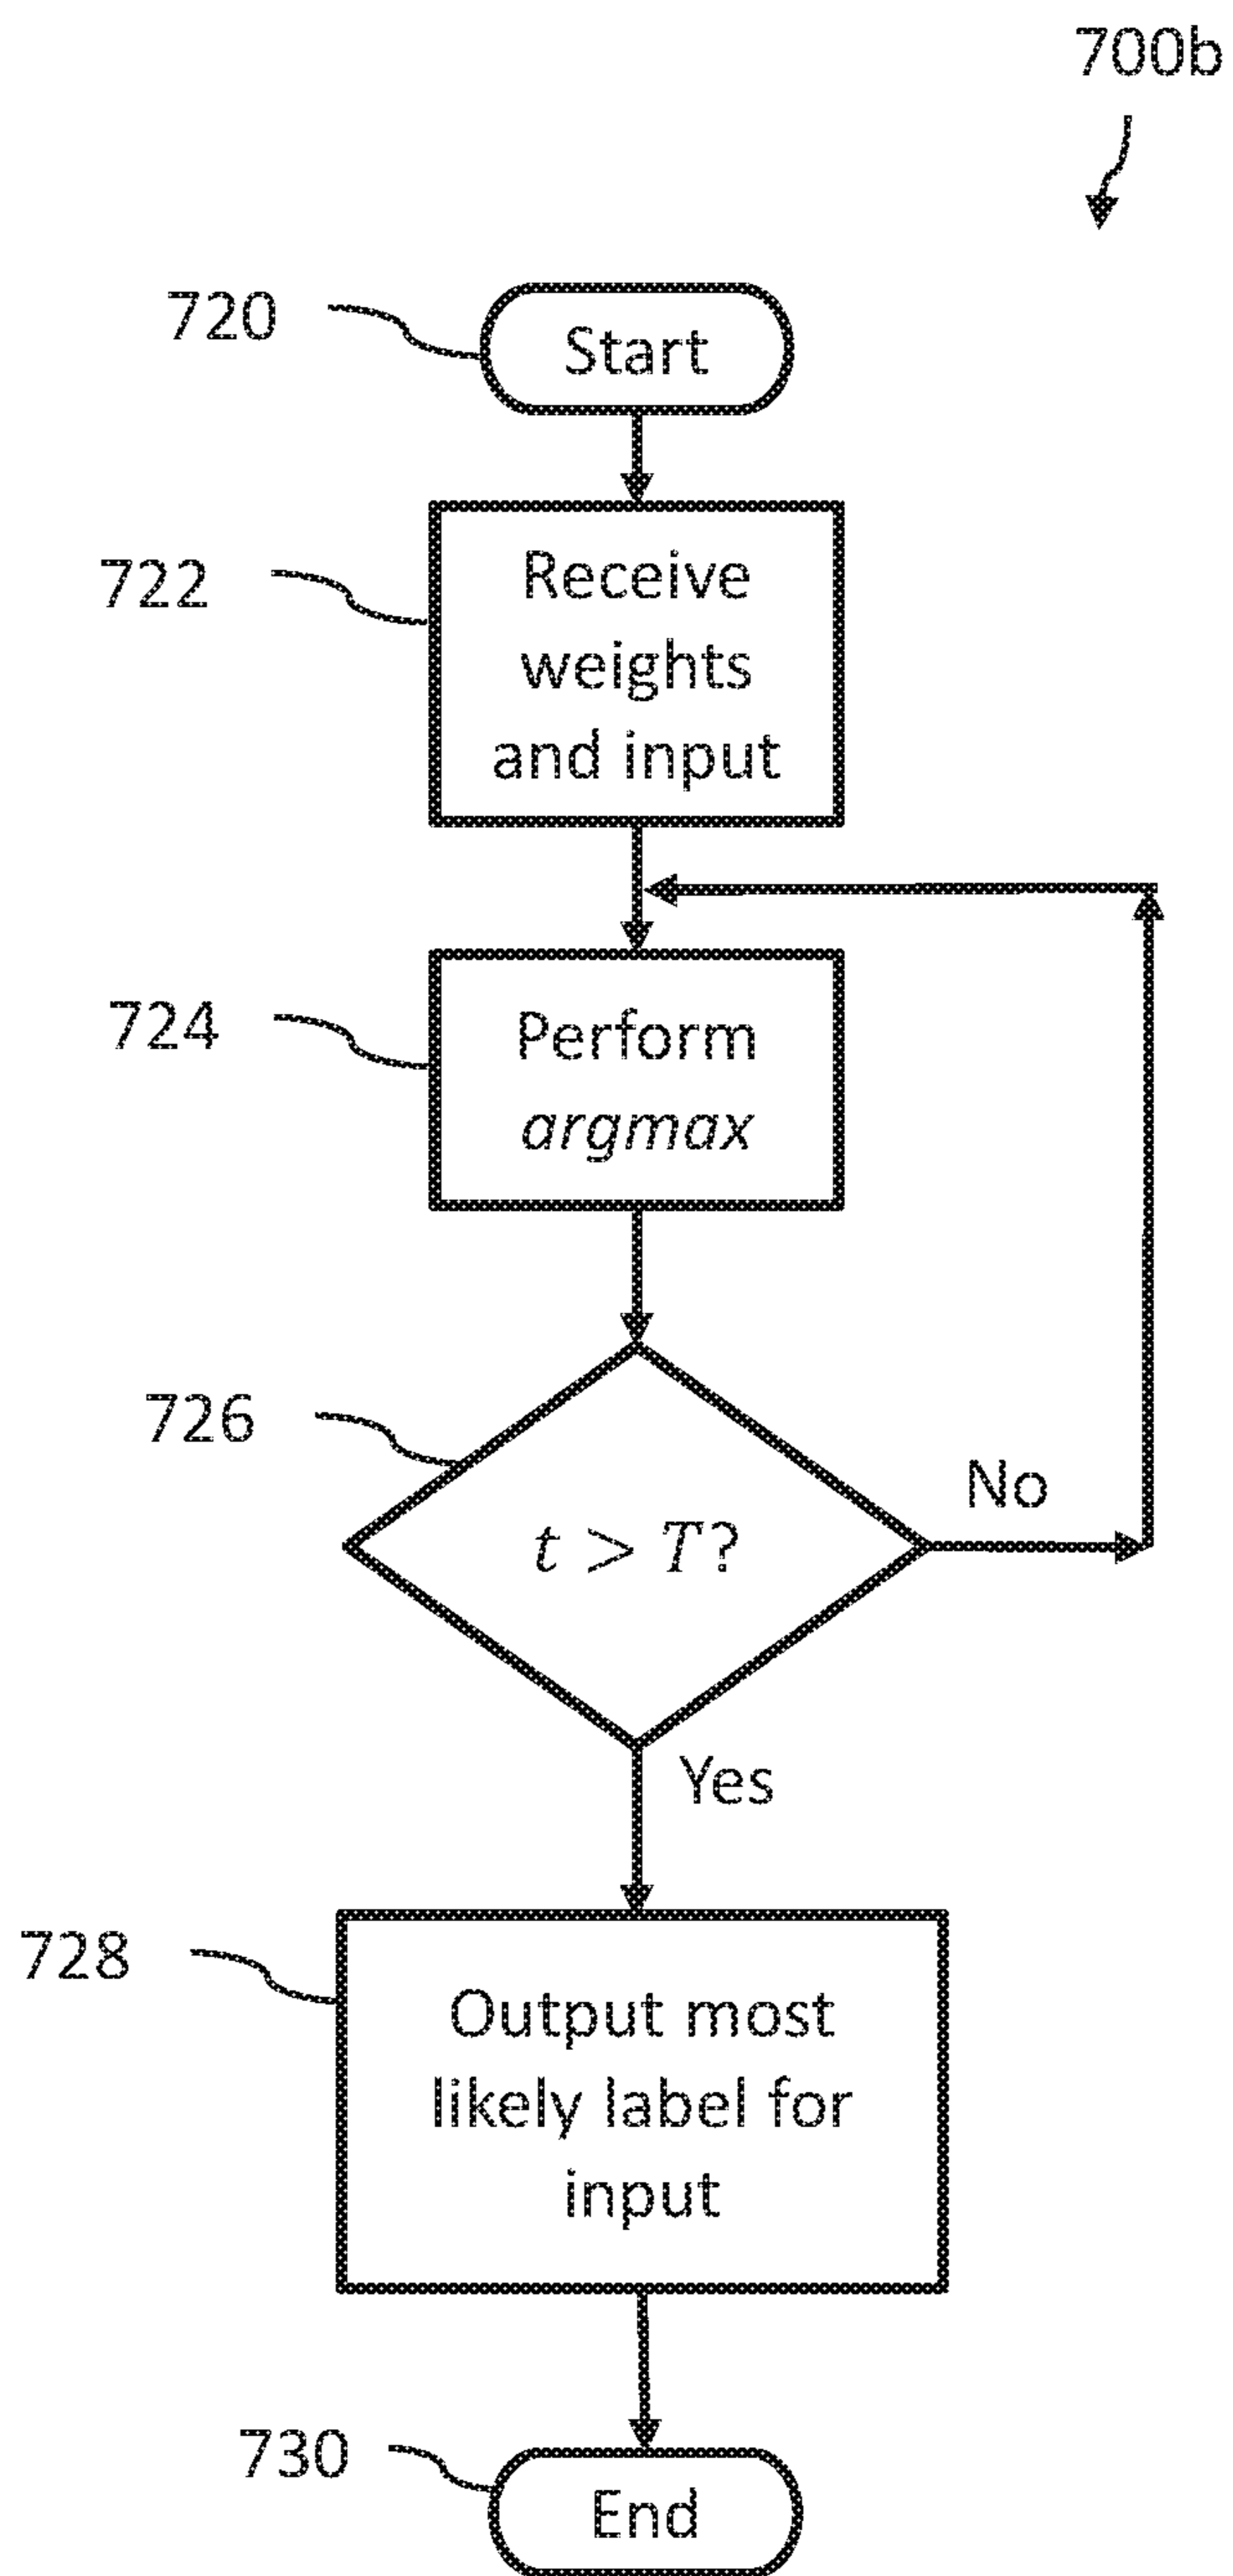 700b
720
Start
722
Receive
weights
and input
724
Perform
argmax
726
t > T?
No
Yes
728
Output most
likely label for
input
730
End